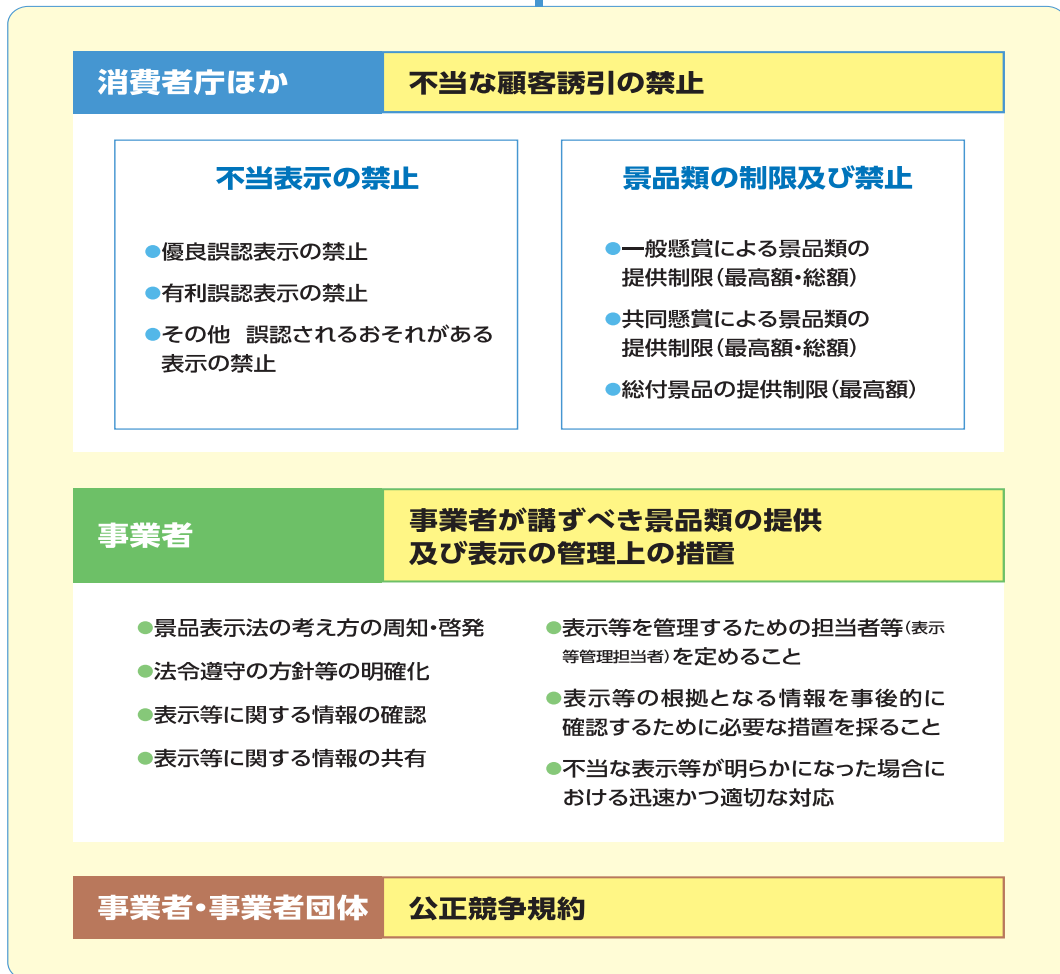 消費者庁ほか
不当な顧客誘引の禁止
不当表示の禁止
●優良誤認表示の禁止
●有利誤認表示の禁止
●その他 誤認されるおそれがある
表示の禁止
景品類の制限及び禁止
●一般懸賞による景品類の
提供制限(最高額・総額)
●共同懸賞による景品類の
提供制限(最高額・総額)
●総付景品の提供制限(最高額)
事業者
事業者が講ずべき景品類の提供
及び表示の管理上の措置
●景品表示法の考え方の周知・啓発
●法令遵守の方針等の明確化
●表示等に関する情報の確認
●表示等に関する情報の共有
●表示等を管理するための担当者等(表示
等管理担当者)を定めること
●表示等の根拠となる情報を事後的に
確認するために必要な措置を採ること
●不当な表示等が明らかになった場合に
おける迅速かつ適切な対応
事業者・事業者団体
公正競争規約